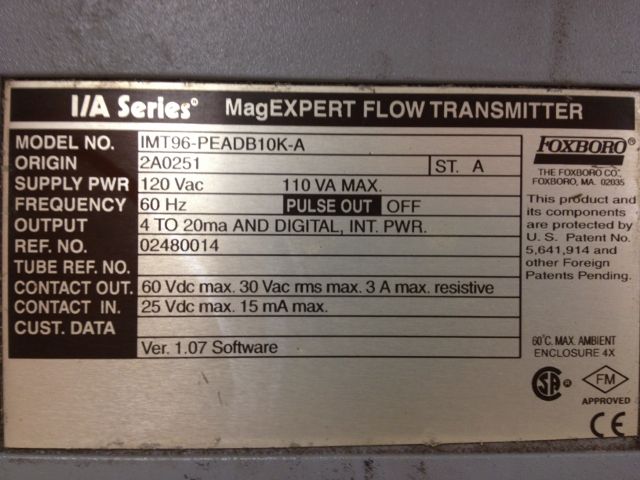 I/A Series® MagEXPERT FLOW TRANSMITTER
MODEL NO. IMT96-PEADB10K-A
ORIGIN 2A0251 ST. A
SUPPLY PWR 120 Vac 110 VA MAX.
FREQUENCY 60 Hz PULSE OUT OFF
OUTPUT 4 TO 20ma AND DIGITAL, INT. PWR.
REF. NO. 02480014
TUBE REF. NO.
CONTACT OUT. 60 Vdc max. 30 Vac rms max. 3 A max. resistive
CONTACT IN. 25 Vdc max. 15 mA max.
CUST. DATA
Ver. 1.07 Software
FOXBORO®
THE FOXBORO CO.
FOXBORO, MA. 02035
This product and
its components
are protected by
U. S. Patent No.
5,641,914 and
other Foreign
Patents Pending.
60°C. MAX. AMBIENT
ENCLOSURE 4X
SA ®
FM
APPROVED
CE